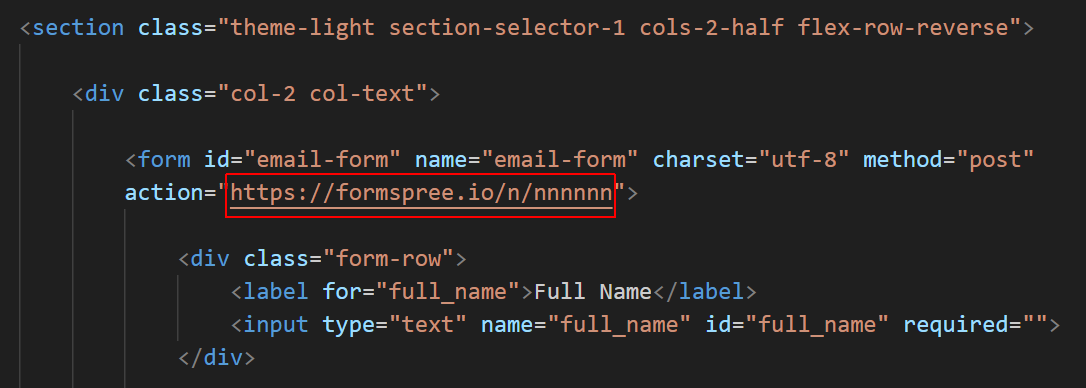 <section class="theme-light section-selector-1 cols-2-half flex-row-reverse">
<div class="col-2 col-text">
<form id="email-form" name="email-form" charset="utf-8" method="post"
action="https://formspree.io/n/nnnnnn">
<div class="form-row">
<label for="full_name">Full Name</label>
<input type="text" name="full_name" id="full_name" required="">
</div>